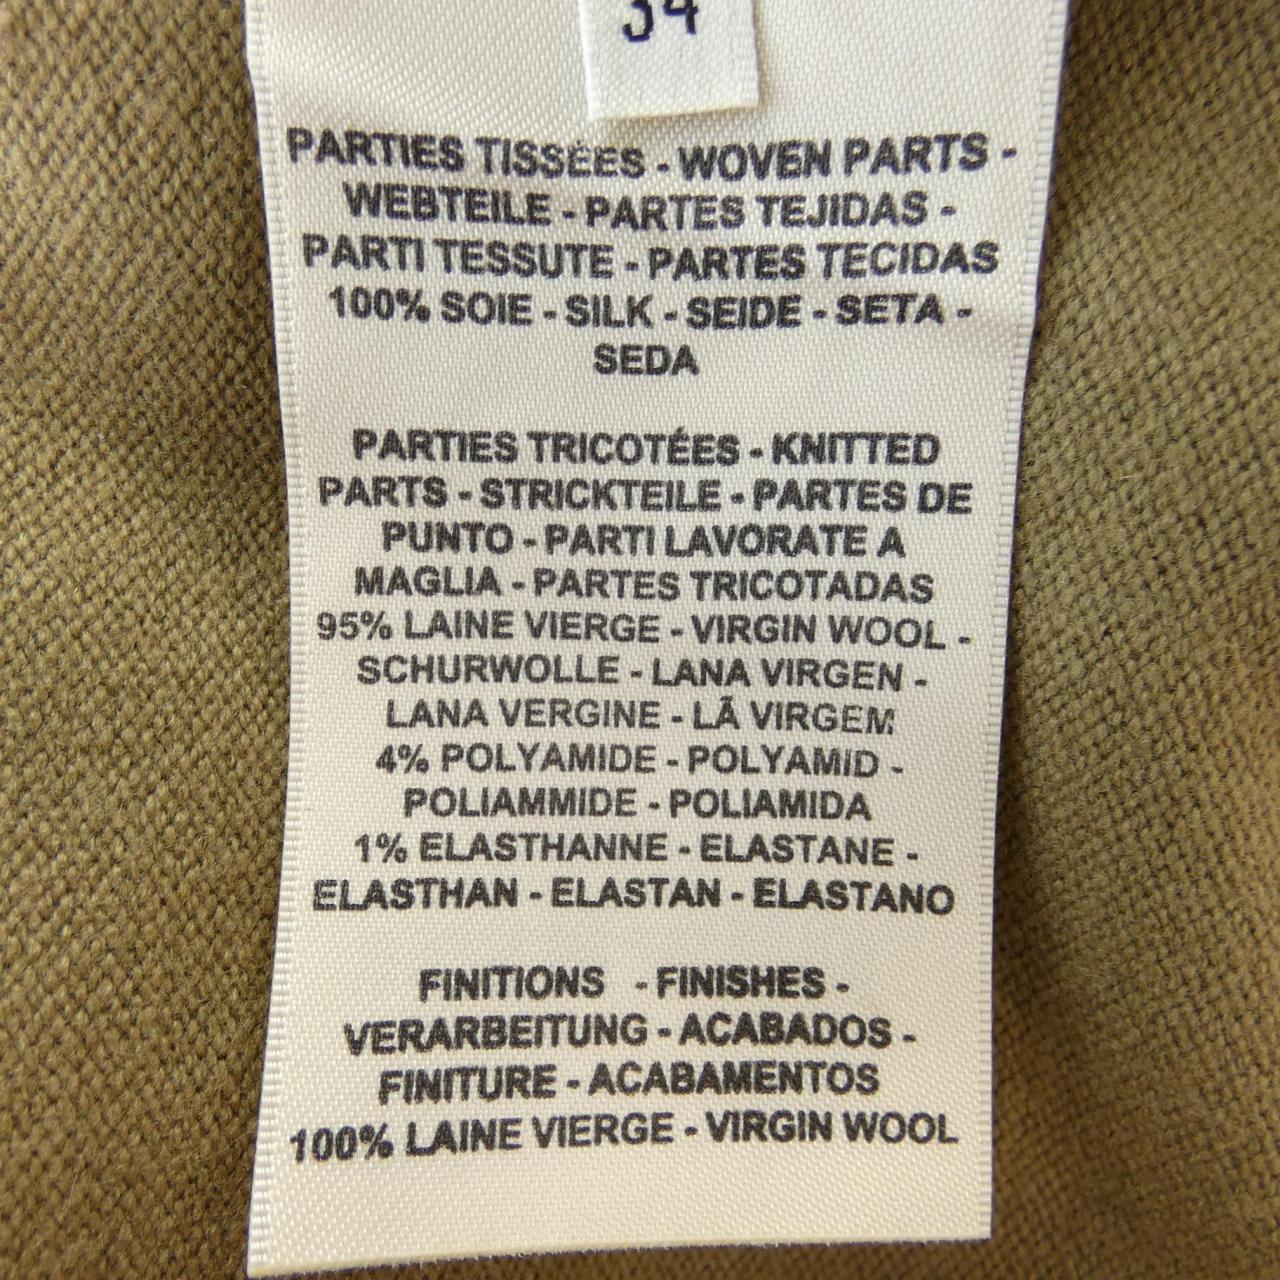 34
PARTIES TISSÉES - WOVEN PARTS -
WEBTEILE - PARTES TEJIDAS -
PARTI TESSUTE - PARTES TECIDAS
100% SOIE - SILK - SEIDE - SETA -
SEDA
PARTIES TRICOTÉES - KNITTED
PARTS - STRICKTEILE - PARTES DE
PUNTO - PARTI LAVORATE A
MAGLIA - PARTES TRICOTADAS
95% LAINE VIERGE - VIRGIN WOOL -
SCHURWOLLE - LANA VIRGEN -
LANA VERGINE - LÃ VIRGEM
4% POLYAMIDE - POLYAMID -
POLIAMMIDE - POLIAMIDA
1% ELASTHANNE - ELASTANE -
ELASTHAN - ELASTAN - ELASTANO
FINITIONS - FINISHES -
VERARBEITUNG - ACABADOS -
FINITURE - ACABAMENTOS
100% LAINE VIERGE - VIRGIN WOOL